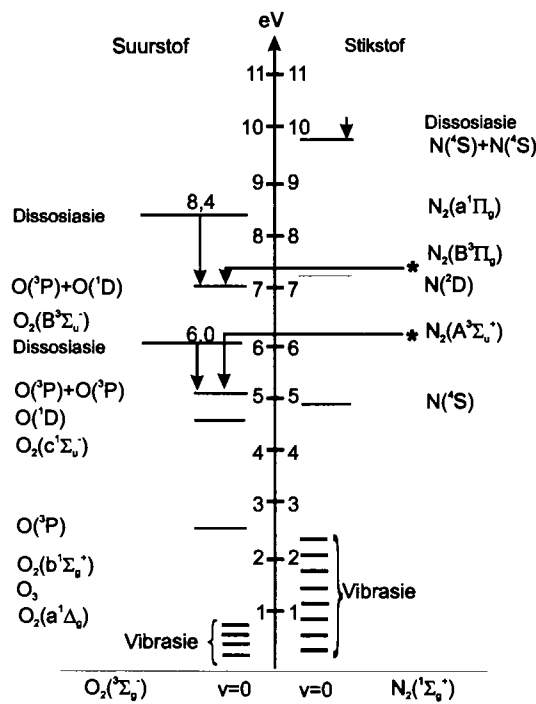 eV
Suurstof
Stikstof
11 11
10 10
Dissosiasie
N(⁴S)+N(⁴S)
9 9
8,4
Dissosiasie
N₂(a¹Πg)
8 8
N₂(B³Πg)
*
O(³P)+O(¹D)
7 7
N(²D)
O₂(B³Σu⁻)
6,0
*
N₂(A³Σu⁺)
Dissosiasie
6 6
O(³P)+O(³P)
5 5
N(⁴S)
O(¹D)
O₂(c¹Σu⁻)
4 4
3 3
O(³P)
O₂(b¹Σg⁺)
2 2
O₃
Vibrasie
O₂(a¹Δg)
1 1
Vibrasie
O₂(³Σg⁻)
v=0
v=0
N₂(¹Σg⁺)